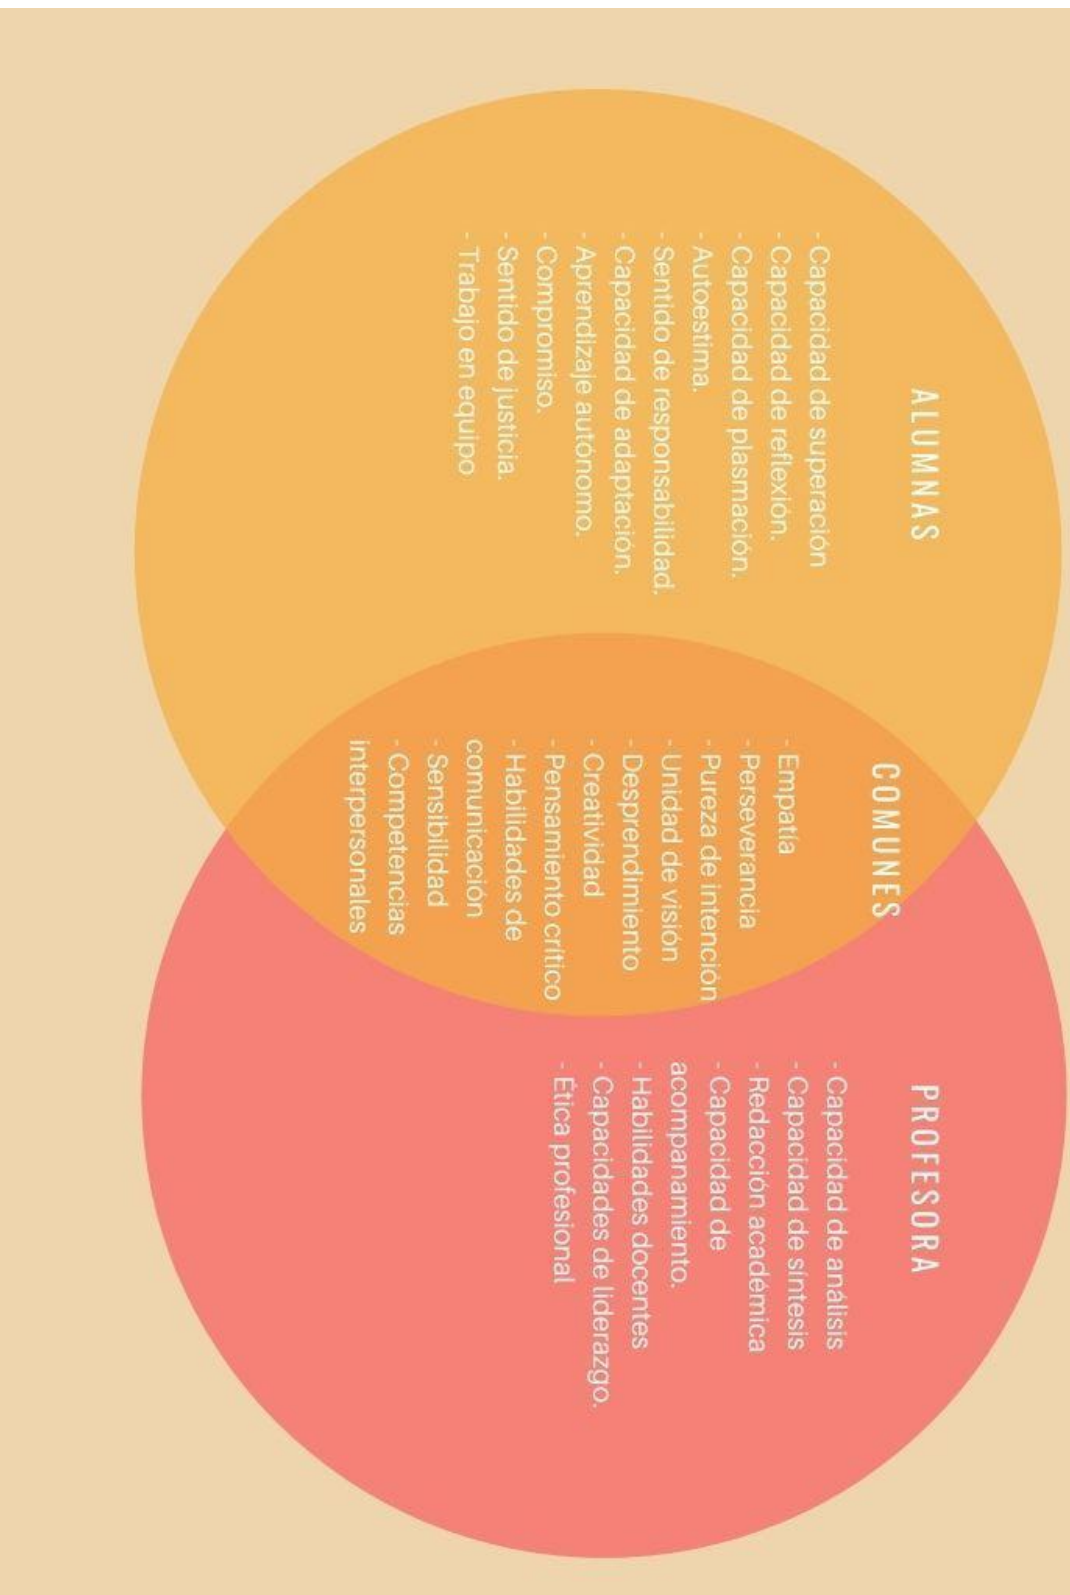 ALUMNAS
- Capacidad de superación
- Capacidad de reflexión.
- Capacidad de plasmación.
- Autoestima.
- Sentido de responsabilidad.
- Capacidad de adaptación.
- Aprendizaje autónomo.
- Compromiso.
- Sentido de justicia.
- Trabajo en equipo
COMUNES
- Empatía
- Perseverancia
- Pureza de intención
- Unidad de visión
- Desprendimiento
- Creatividad
- Pensamiento crítico
- Habilidades de
comunicación
- Sensibilidad
- Competencias
interpersonales
PROFESORA
- Capacidad de análisis
- Capacidad de síntesis
- Redacción académica
- Capacidad de
acompanamiento.
- Habilidades docentes
- Capacidades de liderazgo.
- Ética profesional